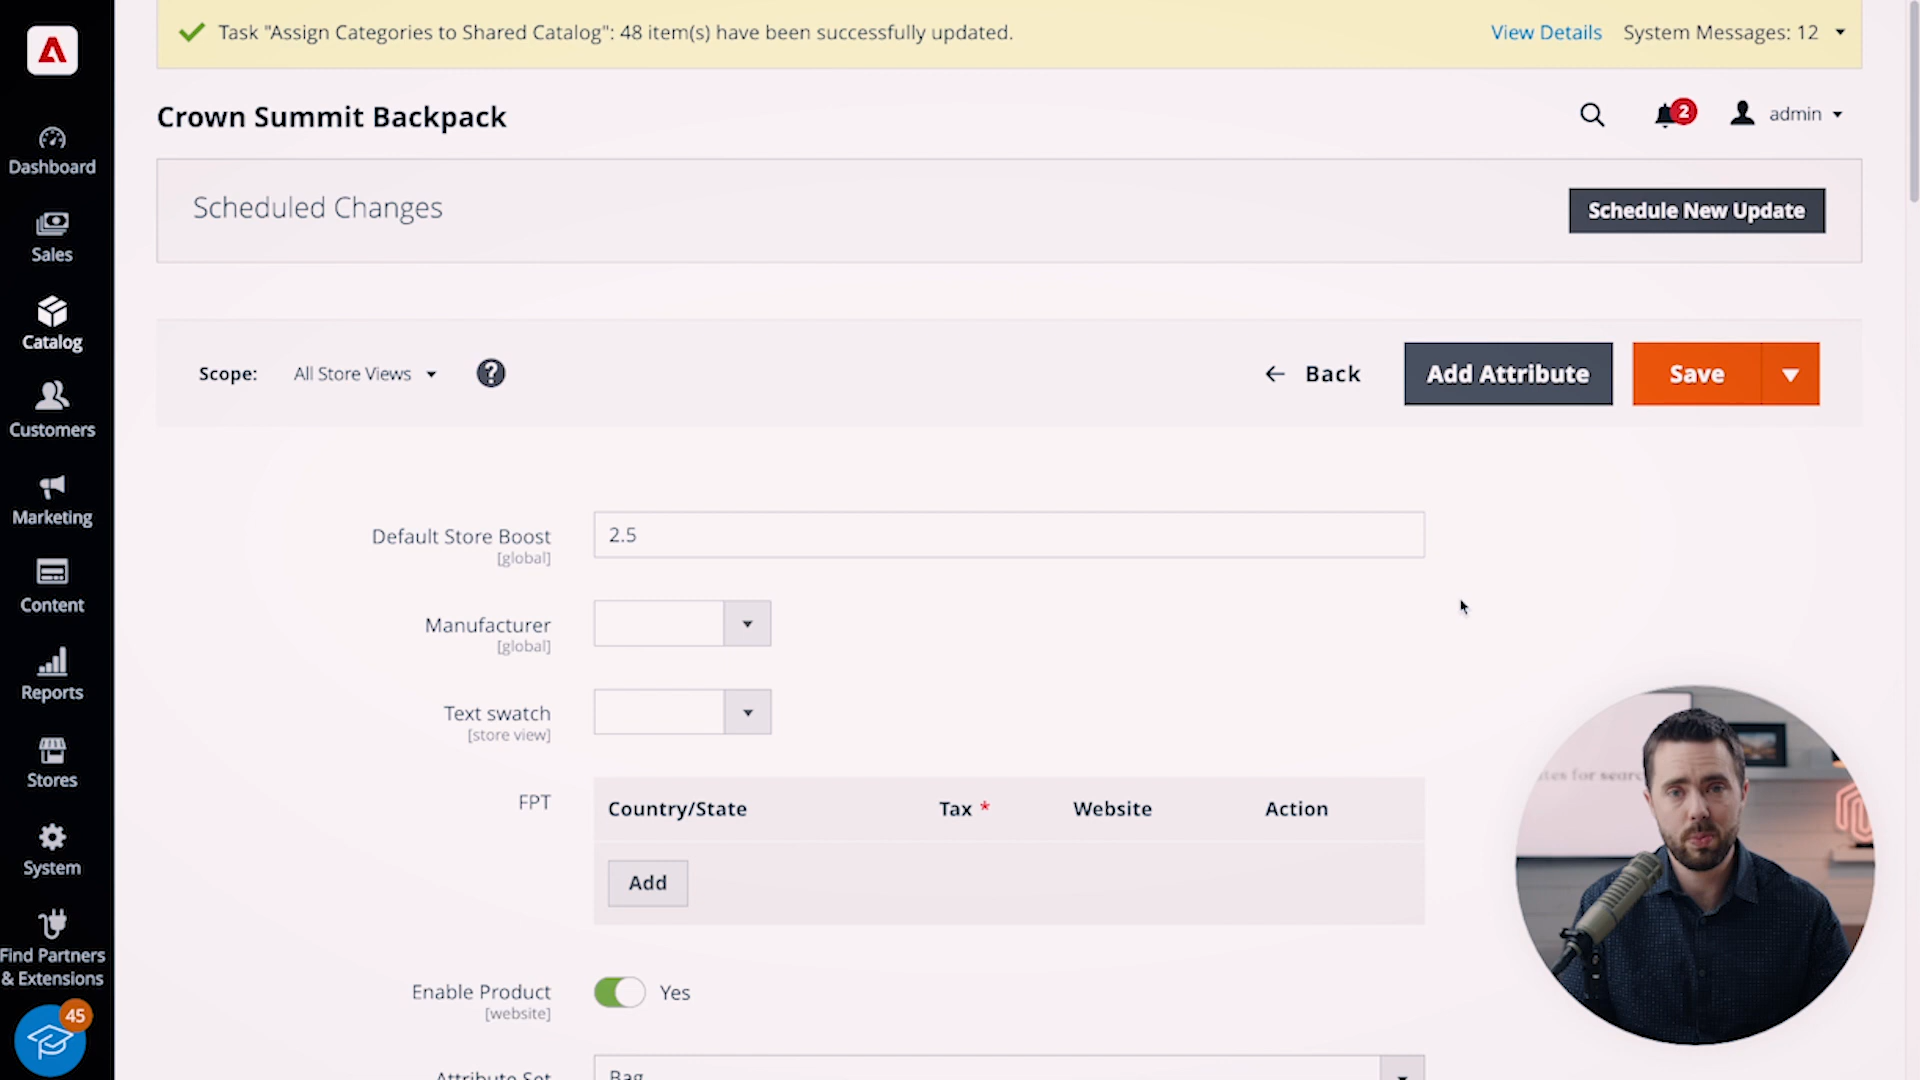 Task "Assign Categories to Shared Catalog": 48 item(s) have been successfully updated.
View Details
System Messages: 12
Crown Summit Backpack
2
admin
Scheduled Changes
Schedule New Update
Scope:
All Store Views
?
Back
Add Attribute
Save
Dashboard
Sales
Catalog
Customers
Marketing
Content
Reports
Stores
System
Find Partners
& Extensions
45
Default Store Boost
[global]
2.5
Manufacturer
[global]
Text swatch
[store view]
FPT
Country/State
Tax *
Website
Action
Add
Enable Product
[website]
Yes
Attribute Set
Bag